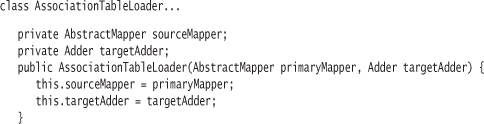 class AssociationTableLoader...
private AbstractMapper sourceMapper;
private Adder targetAdder;
public AssociationTableLoader(AbstractMapper primaryMapper, Adder targetAdder) {
this.sourceMapper = primaryMapper;
this.targetAdder = targetAdder;
}